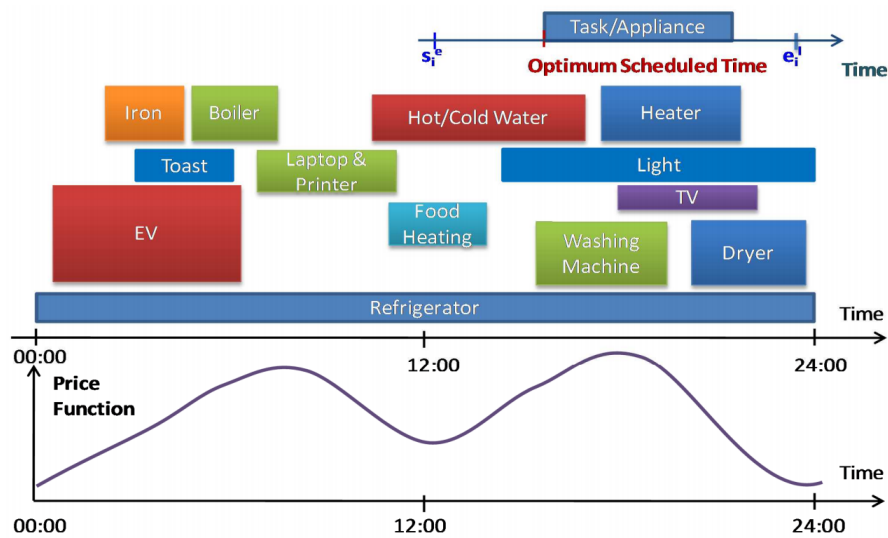 Task/Appliance
sᵢᵉ
eᵢˡ
Optimum Scheduled Time
Time
Iron
Boiler
Hot/Cold Water
Heater
Toast
Laptop &
Printer
Light
TV
EV
Food
Heating
Washing
Machine
Dryer
Refrigerator
Time
00:00
12:00
24:00
Price
Function
Time
00:00
12:00
24:00